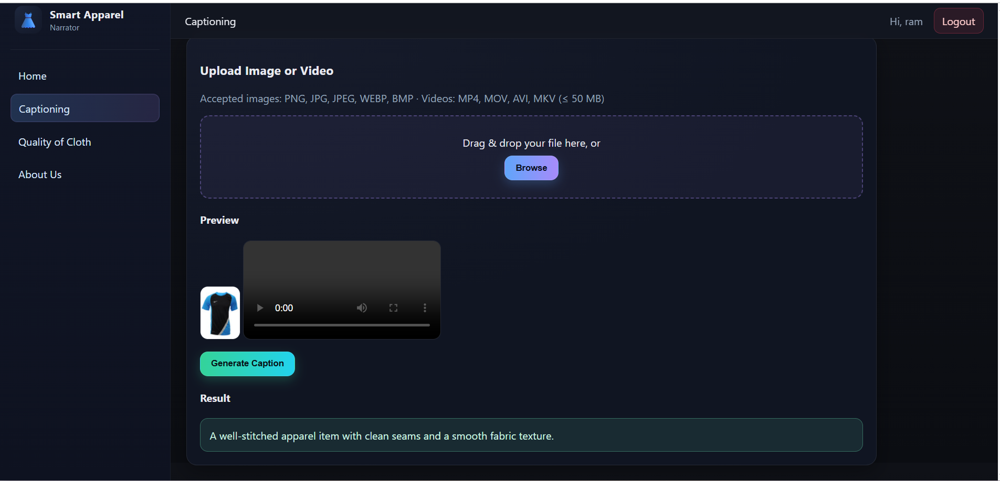 Smart Apparel
Narrator
Home
Captioning
Quality of Cloth
About Us
Captioning
Hi, ram
Logout
Upload Image or Video
Accepted images: PNG, JPG, JPEG, WEBP, BMP · Videos: MP4, MOV, AVI, MKV (≤ 50 MB)
Drag & drop your file here, or
Browse
Preview
0:00
Generate Caption
Result
A well-stitched apparel item with clean seams and a smooth fabric texture.